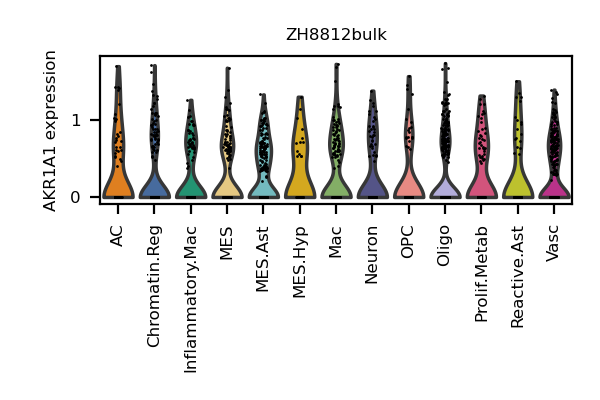 ZH8812bulk
AKR1A1 expression
1
0
AC
Chromatin.Reg
Inflammatory.Mac
MES
MES.Ast
MES.Hyp
Mac
Neuron
OPC
Oligo
Prolif.Metab
Reactive.Ast
Vasc